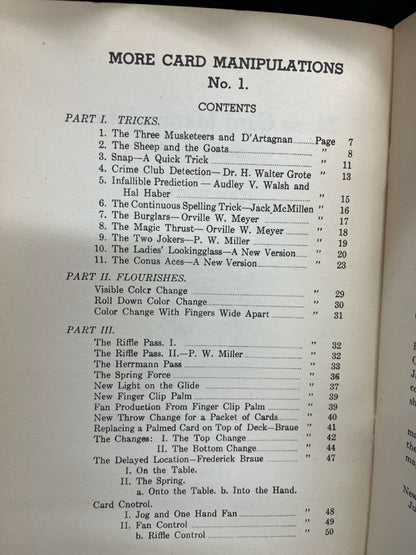 MORE CARD MANIPULATIONS
No. 1.
CONTENTS
PART I. TRICKS.
1. The Three Musketeers and D'Artagnan........Page 7
2. The Sheep and the Goats........ " 8
3. Snap—A Quick Trick........ " 11
4. Crime Club Detection—Dr. H. Walter Grote " 13
5. Infallible Prediction — Audley V. Walsh and
Hal Haber ........ " 15
6. The Continuous Spelling Trick—Jack McMillen " 16
7. The Burglars—Orville W. Meyer ........ " 17
8. The Magic Thrust— Orville W. Meyer........ " 18
9. The Two Jokers—P. W. Miller ........ " 19
10. The Ladies' Lookingglass—A New Version........ " 20
11. The Conus Aces—A New Version........ " 23
PART II. FLOURISHES.
Visible Color Change ........ " 29
Roll Down Color Change ........ " 30
Color Change With Fingers Wide Apart ........ " 31
PART III.
The Riffle Pass. I. ........ " 32
The Riffle Pass. II.—P. W. Miller........ " 32
The Herrmann Pass ........ " 33
The Spring Force ........ " 36
New Light on the Glide ........ " 37
New Finger Clip Palm ........ " 39
Fan Production From Finger Clip Palm ........ " 39
New Throw Change for a Packet of Cards........ " 40
Replacing a Palmed Card on Top of Deck—Braue " 41
The Changes: I. The Top Change ........ " 42
II. The Bottom Change ........ " 44
The Delayed Location—Frederick Braue ........ " 47
I. On the Table.
II. The Spring.
a. Onto the Table. b. Into the Hand.
Card Cnotrol.
I. Jog and One Hand Fan ........ " 48
II. Fan Control ........ " 49
b. Riffle Control ........ " 50